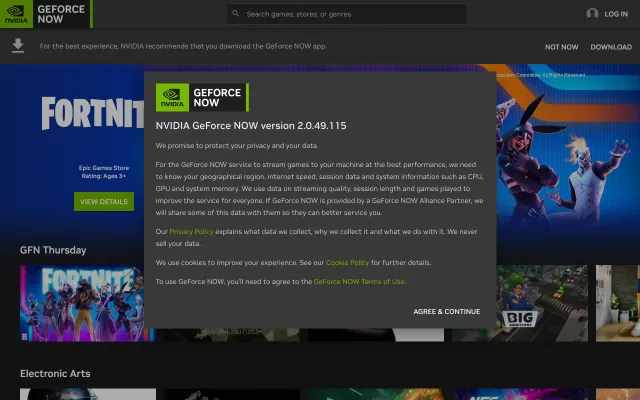 NVIDIA
GEFORCE
NOW
Search games, stores, or genres
LOG IN
For the best experience, NVIDIA recommends that you download the GeForce NOW app.
NOT NOW
DOWNLOAD
FORTNIT
Epic Games Store
Rating: Ages 3+
VIEW DETAILS
Committee. All Rights Reserved.
NVIDIA
GEFORCE
NOW
NVIDIA GeForce NOW version 2.0.49.115
We promise to protect your privacy and your data.
For the GeForce NOW service to stream games to your machine at the best performance, we need
to know your geographical region, internet speed, session data and system information such as CPU,
GPU and system memory. We use data on streaming quality, session length and games played to
improve the service for everyone. If GeForce NOW is provided by a GeForce NOW Alliance Partner, we
will share some of this data with them so they can better service you.
Our Privacy Policy explains what data we collect, why we collect it and what we do with it. We never
sell your data.
We use cookies to improve your experience. See our Cookie Policy for further details.
To use GeForce NOW, you'll need to agree to the GeForce NOW Terms of Use.
AGREE & CONTINUE
GFN Thursday
FORTNITE
BIG
Electronic Arts